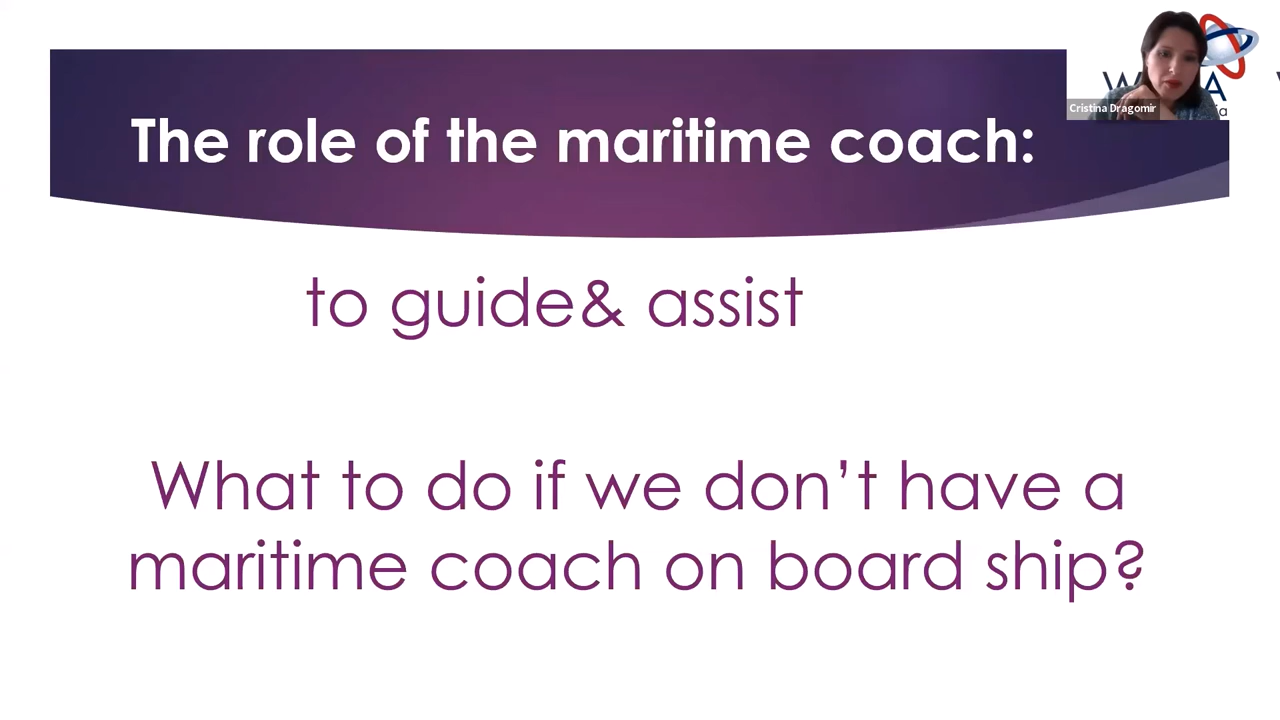 The role of the maritime coach:
Cristina Dragomir
to guide& assist
What to do if we don’t have a
maritime coach on board ship?